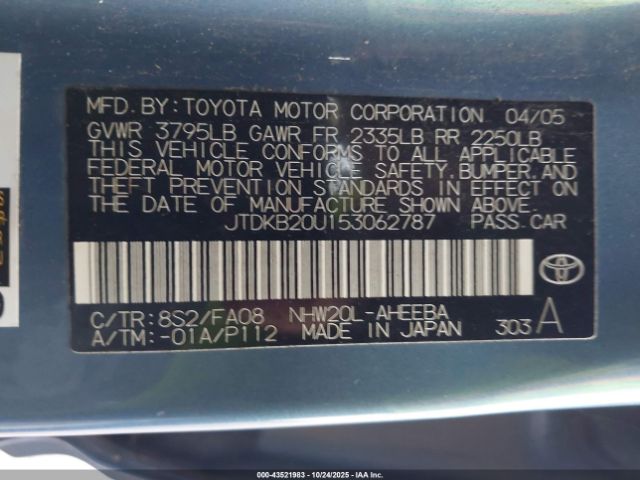 MFD. BY: TOYOTA MOTOR CORPORATION 04/05
GVWR 3795LB GAWR FR 2335LB RR 2250LB
THIS VEHICLE CONFORMS TO ALL APPLICABLE
FEDERAL MOTOR VEHICLE SAFETY, BUMPER, AND
THEFT PREVENTION STANDARDS IN EFFECT ON
THE DATE OF MANUFACTURE SHOWN ABOVE.
JTDKB20U153062787 PASS.CAR
C/TR: 8S2/FA08 NHW20L-AHEEBA
A/TM: -01A/P112 MADE IN JAPAN 303 A
000-43521983 - 10/24/2025 - IAAI.com